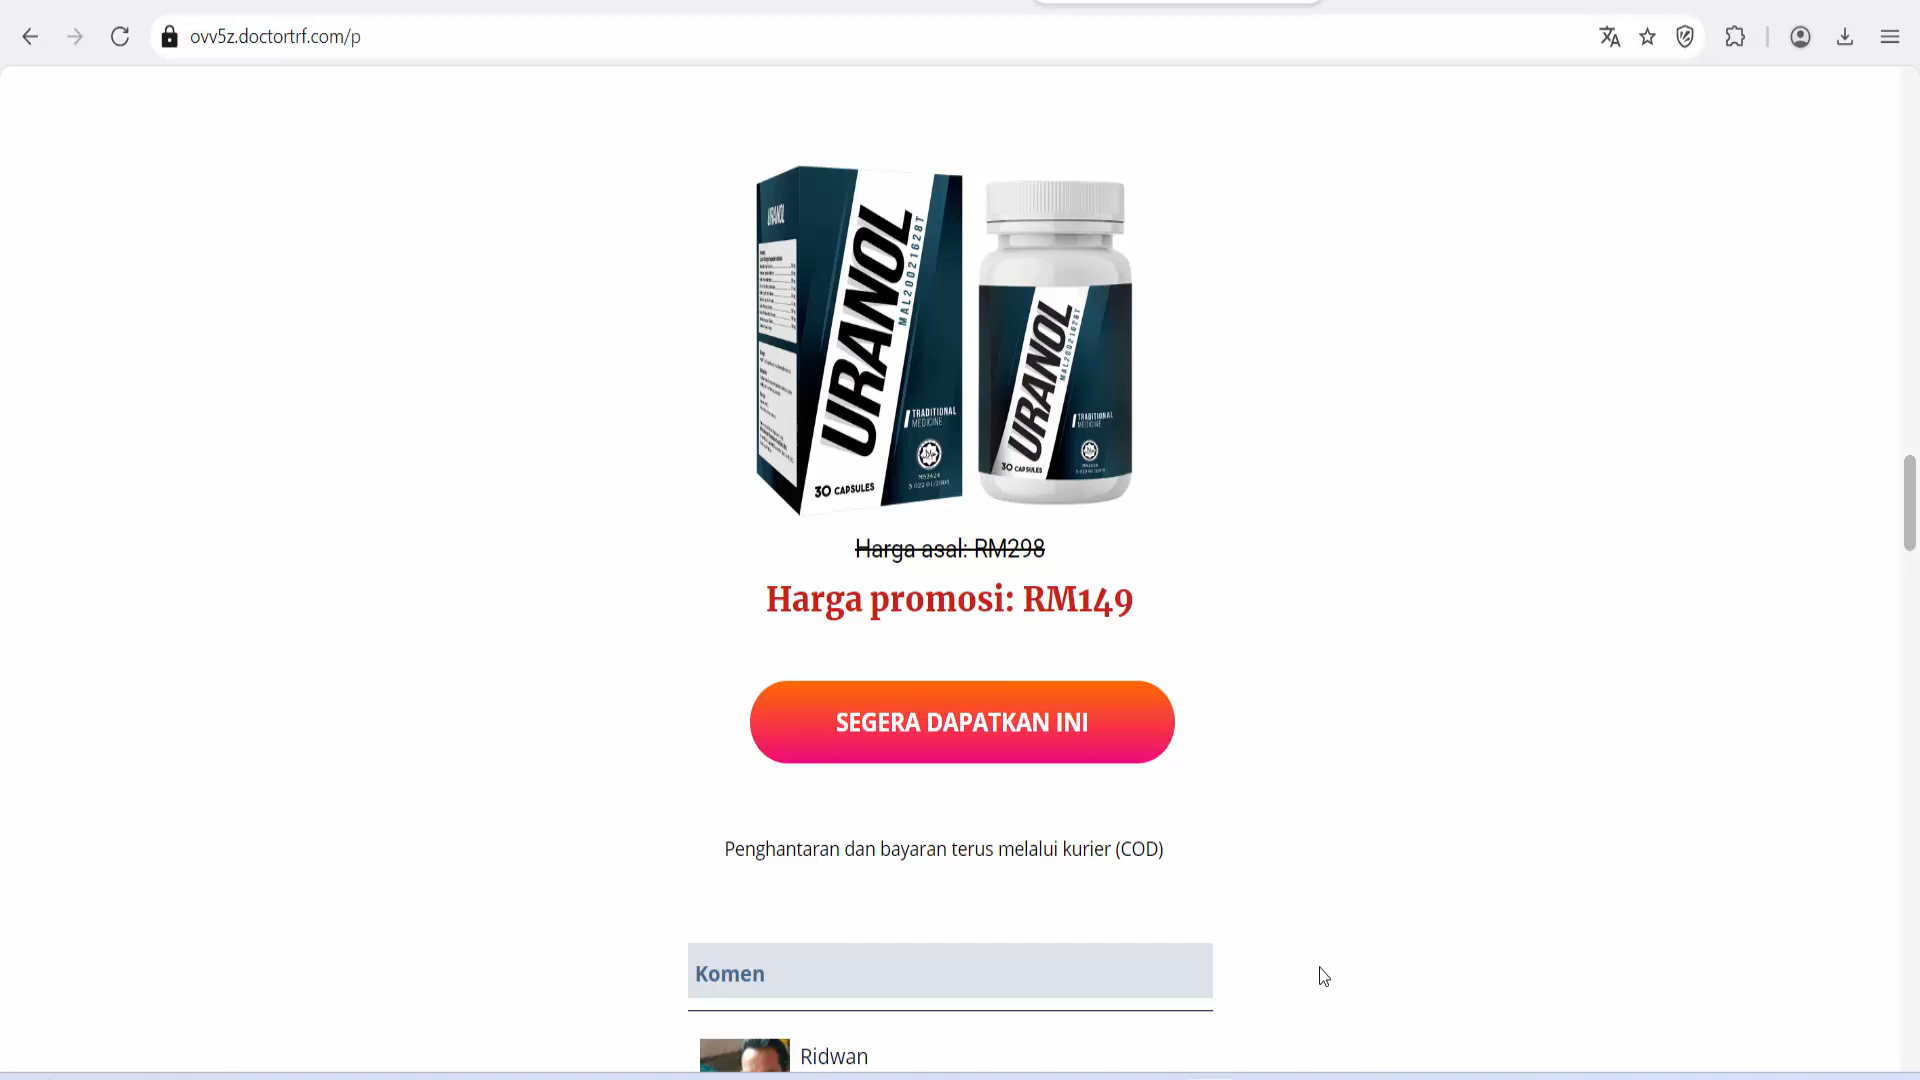 ovv5z.doctortrf.com/p
URANOL
URANOL
MAL20021628T
TRADITIONAL
MEDICINE
30 CAPSULES
URANOL
MAL20021628T
TRADITIONAL
MEDICINE
30 CAPSULES
Harga asal: RM298
Harga promosi: RM149
SEGERA DAPATKAN INI
Penghantaran dan bayaran terus melalui kurier (COD)
Komen
Ridwan